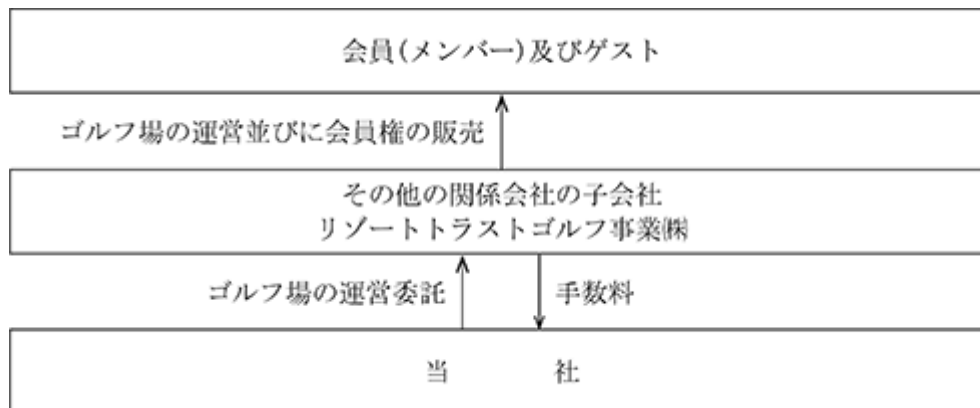 会員(メンバー)及びゲスト
ゴルフ場の運営並びに会員権の販売
その他の関係会社の子会社
リゾートトラストゴルフ事業㈱
ゴルフ場の運営委託
手数料
当　　　社